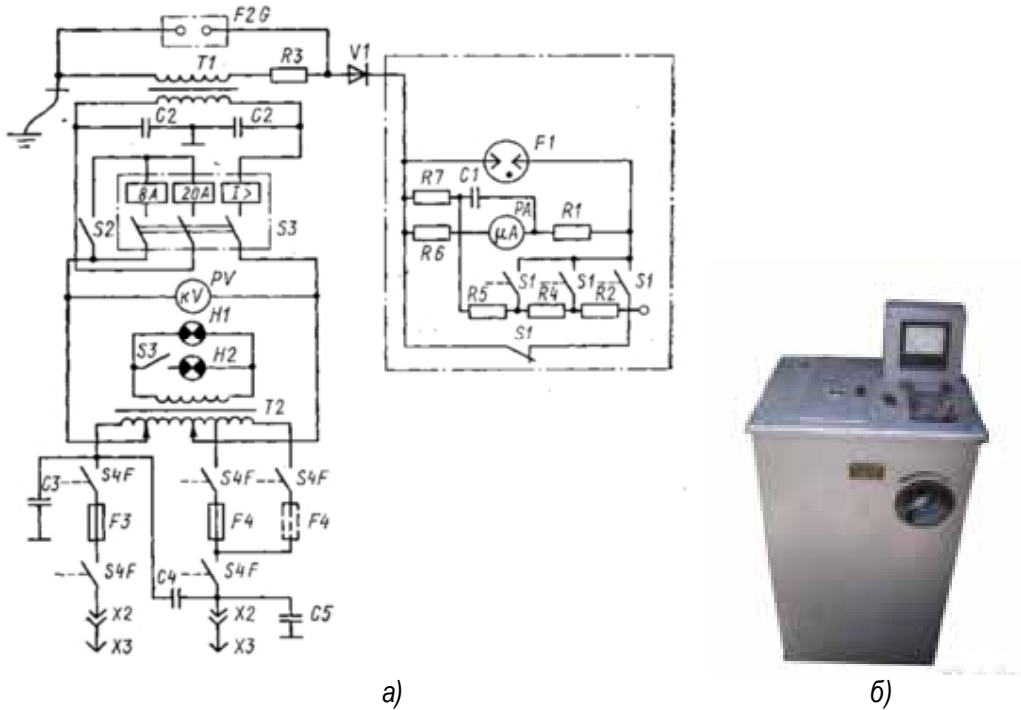 F2G
T1
R3
V1
C2 C2
8A 20A I>
S2
S3
PV
kV
H1
S3 H2
T2
C3 S4F S4F S4F
F3 F4 F4
S4F C4 S4F
X2 X2 C5
X3 X3
F1
R7 C1
PA R1
μA
R6
S1 S1 S1
R5 R4 R2
S1
а) б)